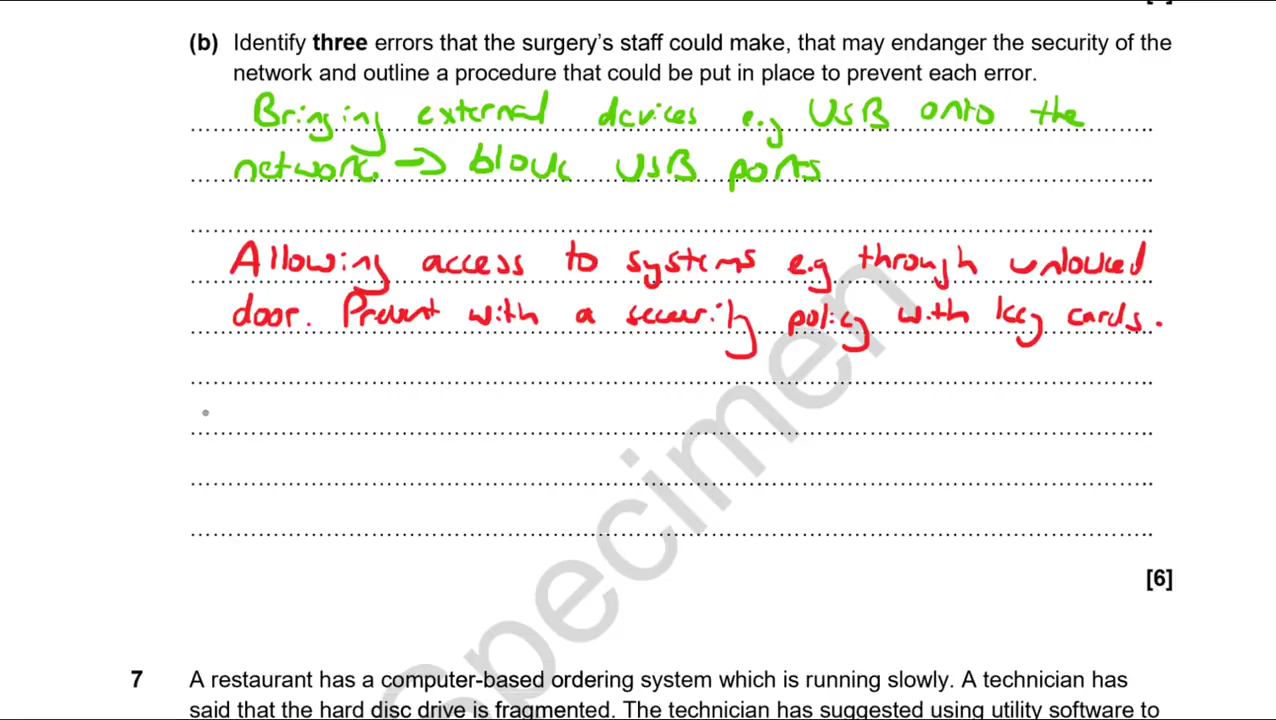 (b) Identify three errors that the surgery's staff could make, that may endanger the security of the
network and outline a procedure that could be put in place to prevent each error.
Bringing external devices e.g USB onto the
network → block USB ports
Allowing access to systems e.g through unlocked
door. Prevent with a security policy with key cards.
Specimen
[6]
7 A restaurant has a computer-based ordering system which is running slowly. A technician has
said that the hard disc drive is fragmented. The technician has suggested using utility software to